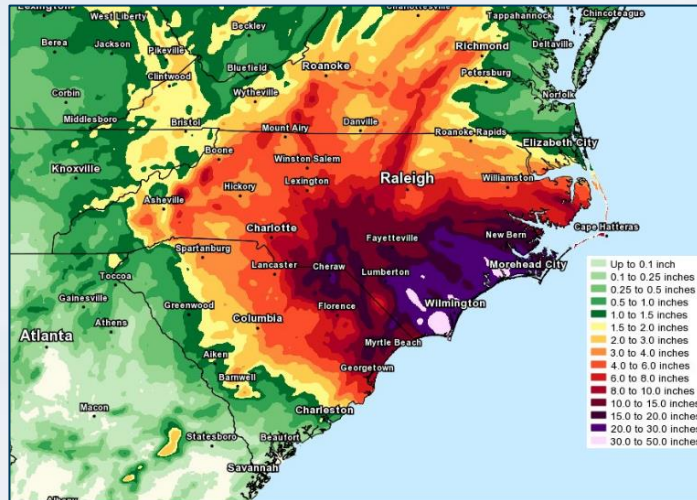 Lexington
West Liberty
Beckley
Charlottesville
Tappahannock
Chincoteague
Berea
Jackson
Pikeville
Richmond
Deltaville
Clintwood
Bluefield
Roanoke
Petersburg
Corbin
Wytheville
Norfolk
Middlesboro
Bristol
Mount Airy
Danville
Roanoke Rapids
Elizabeth City
Boone
Knoxville
Winston Salem
Hickory
Lexington
Raleigh
Williamston
Asheville
Charlotte
Cape Hatteras
Spartanburg
Fayetteville
New Bern
Toccoa
Lancaster
Cheraw
Lumberton
Morehead City
Gainesville
Greenwood
Florence
Wilmington
Athens
Columbia
Atlanta
Myrtle Beach
Aiken
Georgetown
Barnwell
Macon
Charleston
Statesboro
Beaufort
Savannah
Up to 0.1 inch
0.1 to 0.25 inches
0.25 to 0.5 inches
0.5 to 1.0 inches
1.0 to 1.5 inches
1.5 to 2.0 inches
2.0 to 3.0 inches
3.0 to 4.0 inches
4.0 to 6.0 inches
6.0 to 8.0 inches
8.0 to 10.0 inches
10.0 to 15.0 inches
15.0 to 20.0 inches
20.0 to 30.0 inches
30.0 to 50.0 inches